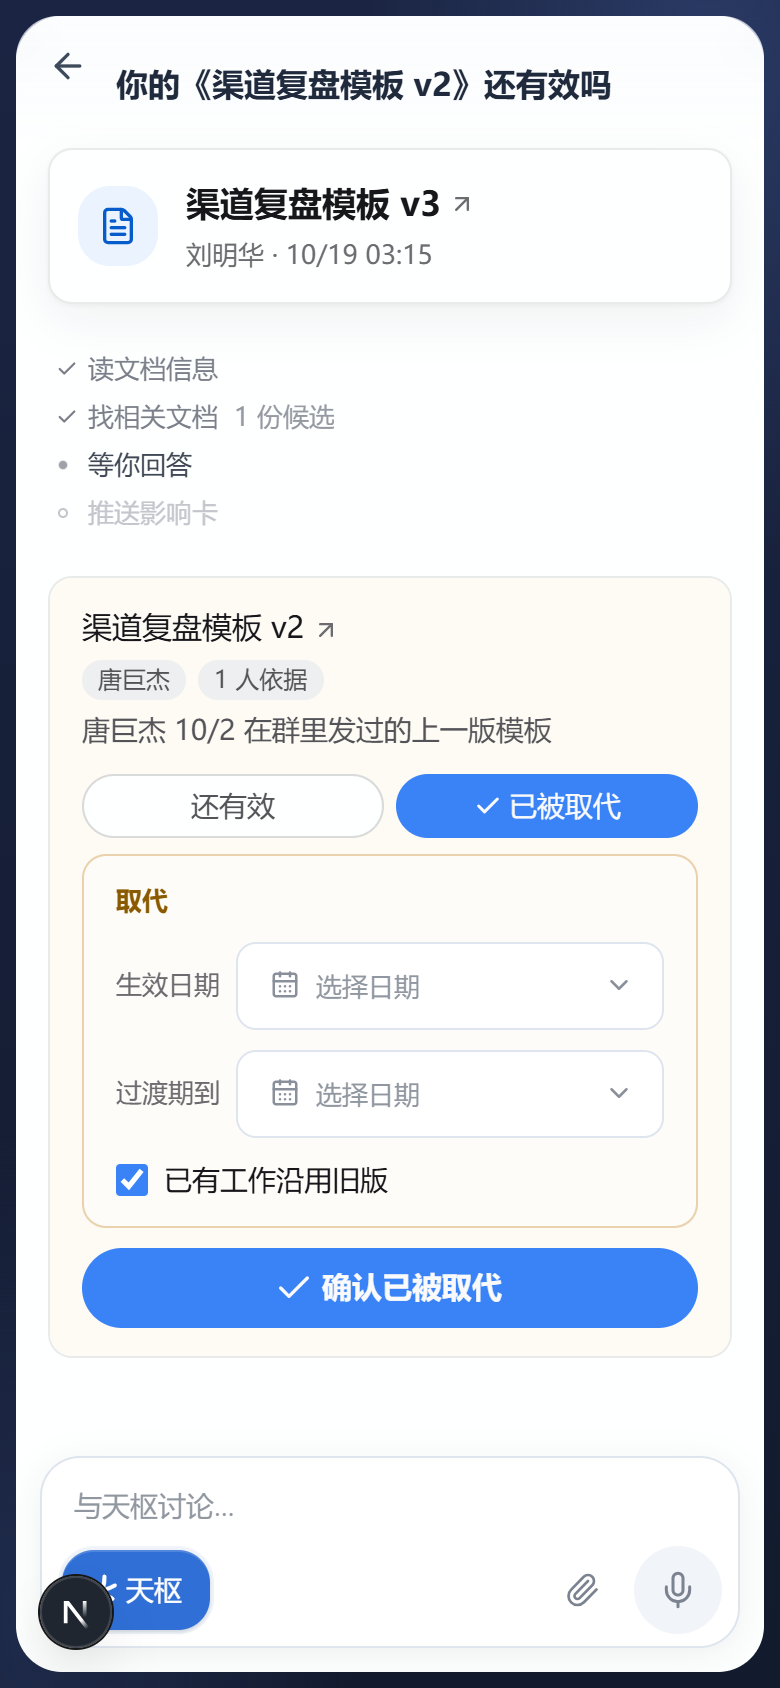 你的《渠道复盘模板 v2》还有效吗
渠道复盘模板 v3
刘明华 · 10/19 03:15
读文档信息
找相关文档 1 份候选
等你回答
推送影响卡
渠道复盘模板 v2
唐巨杰 1 人依据
唐巨杰 10/2 在群里发过的上一版模板
还有效 已被取代
取代
生效日期 选择日期
过渡期到 选择日期
已有工作沿用旧版
确认已被取代
与天枢讨论...
天枢
N